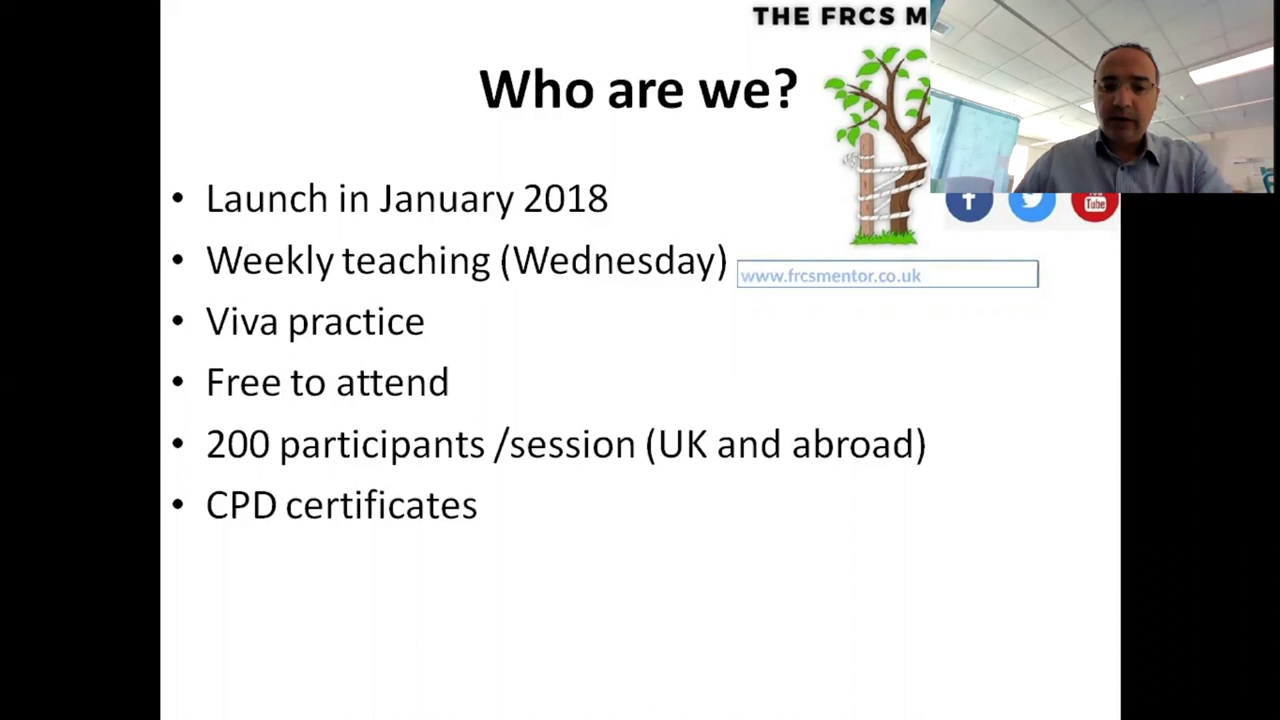 THE FRCS M
Who are we?
• Launch in January 2018
• Weekly teaching (Wednesday)
www.frcsmentor.co.uk
• Viva practice
• Free to attend
• 200 participants /session (UK and abroad)
• CPD certificates
Tube